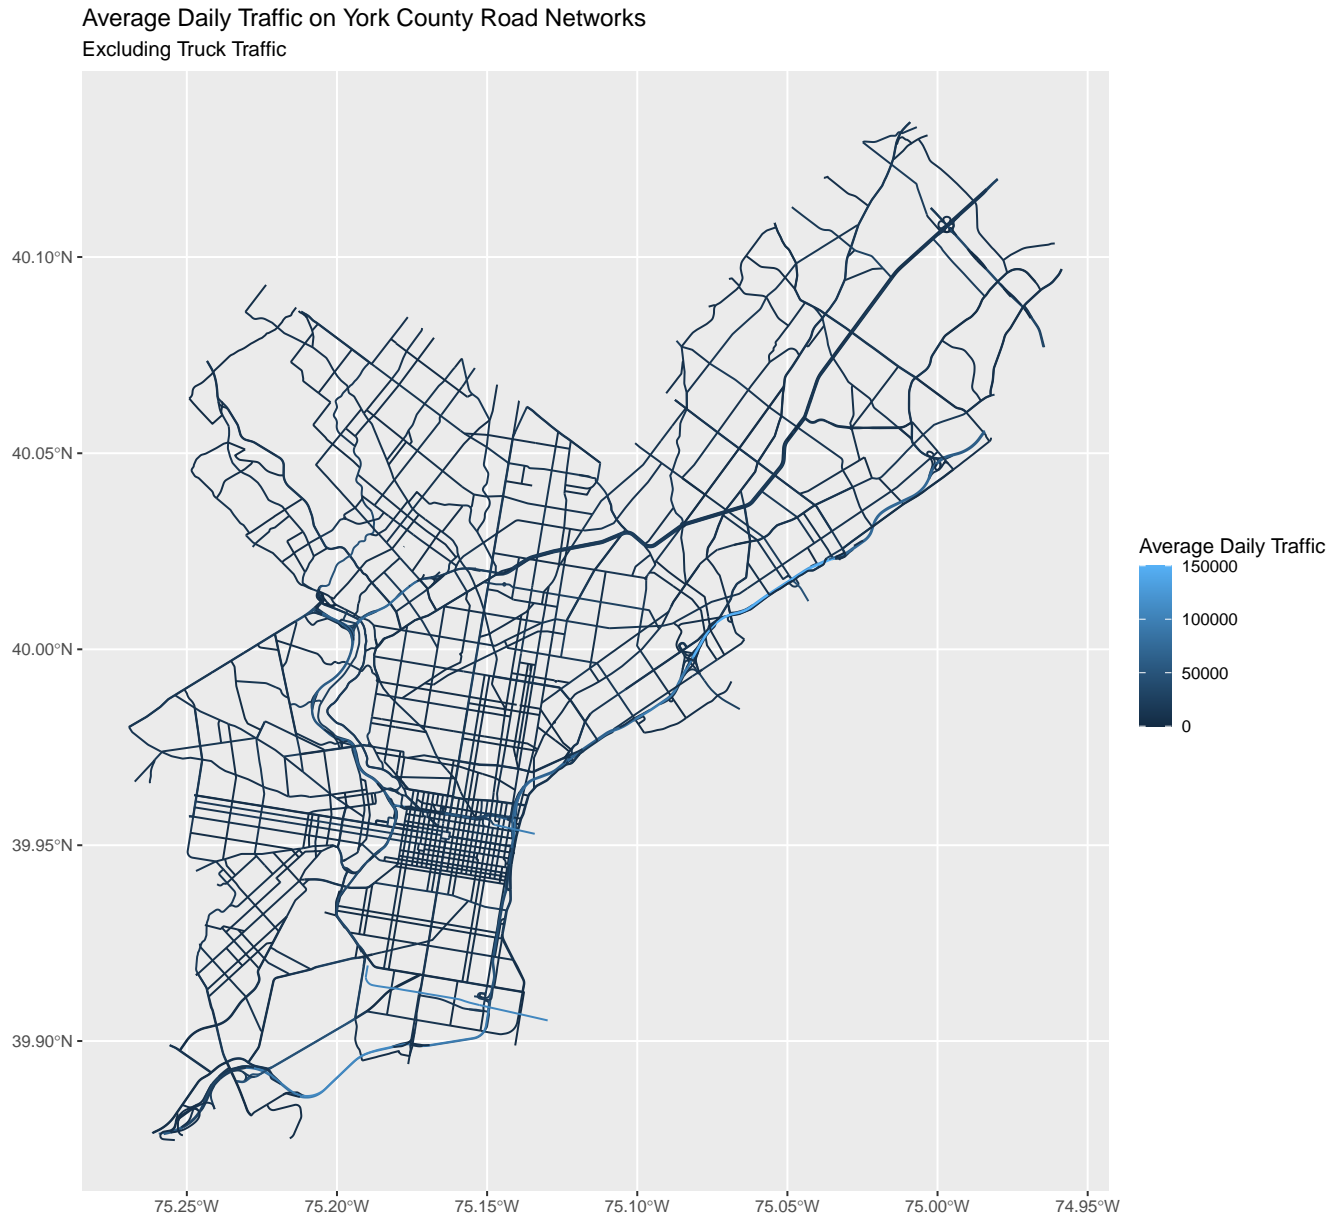 Average Daily Traffic on York County Road Networks
Excluding Truck Traffic
40.10°N
40.05°N
40.00°N
39.95°N
39.90°N
75.25°W
75.20°W
75.15°W
75.10°W
75.05°W
75.00°W
74.95°W
Average Daily Traffic
150000
100000
50000
0